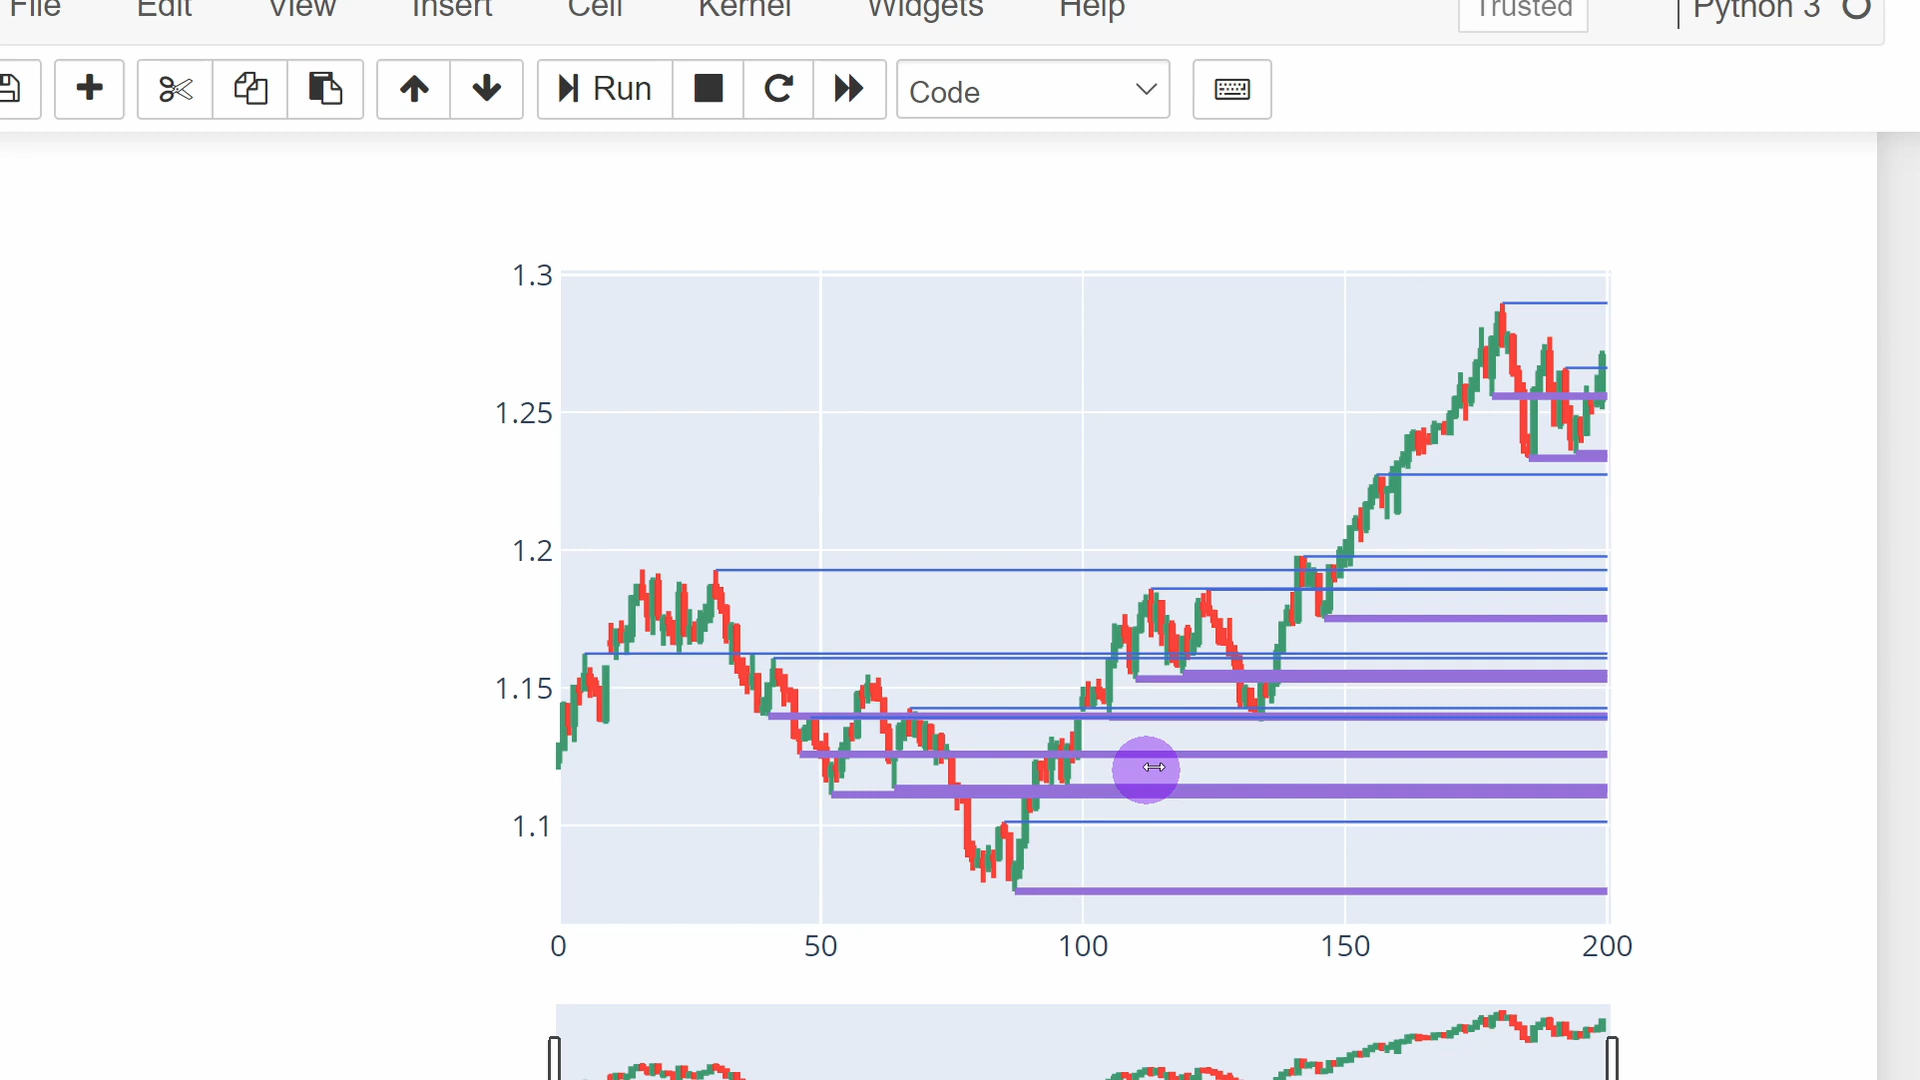 File Edit View Insert Cell Kernel Widgets Help Trusted Python 3
Run Code
1.3
1.25
1.2
1.15
1.1
0 50 100 150 200